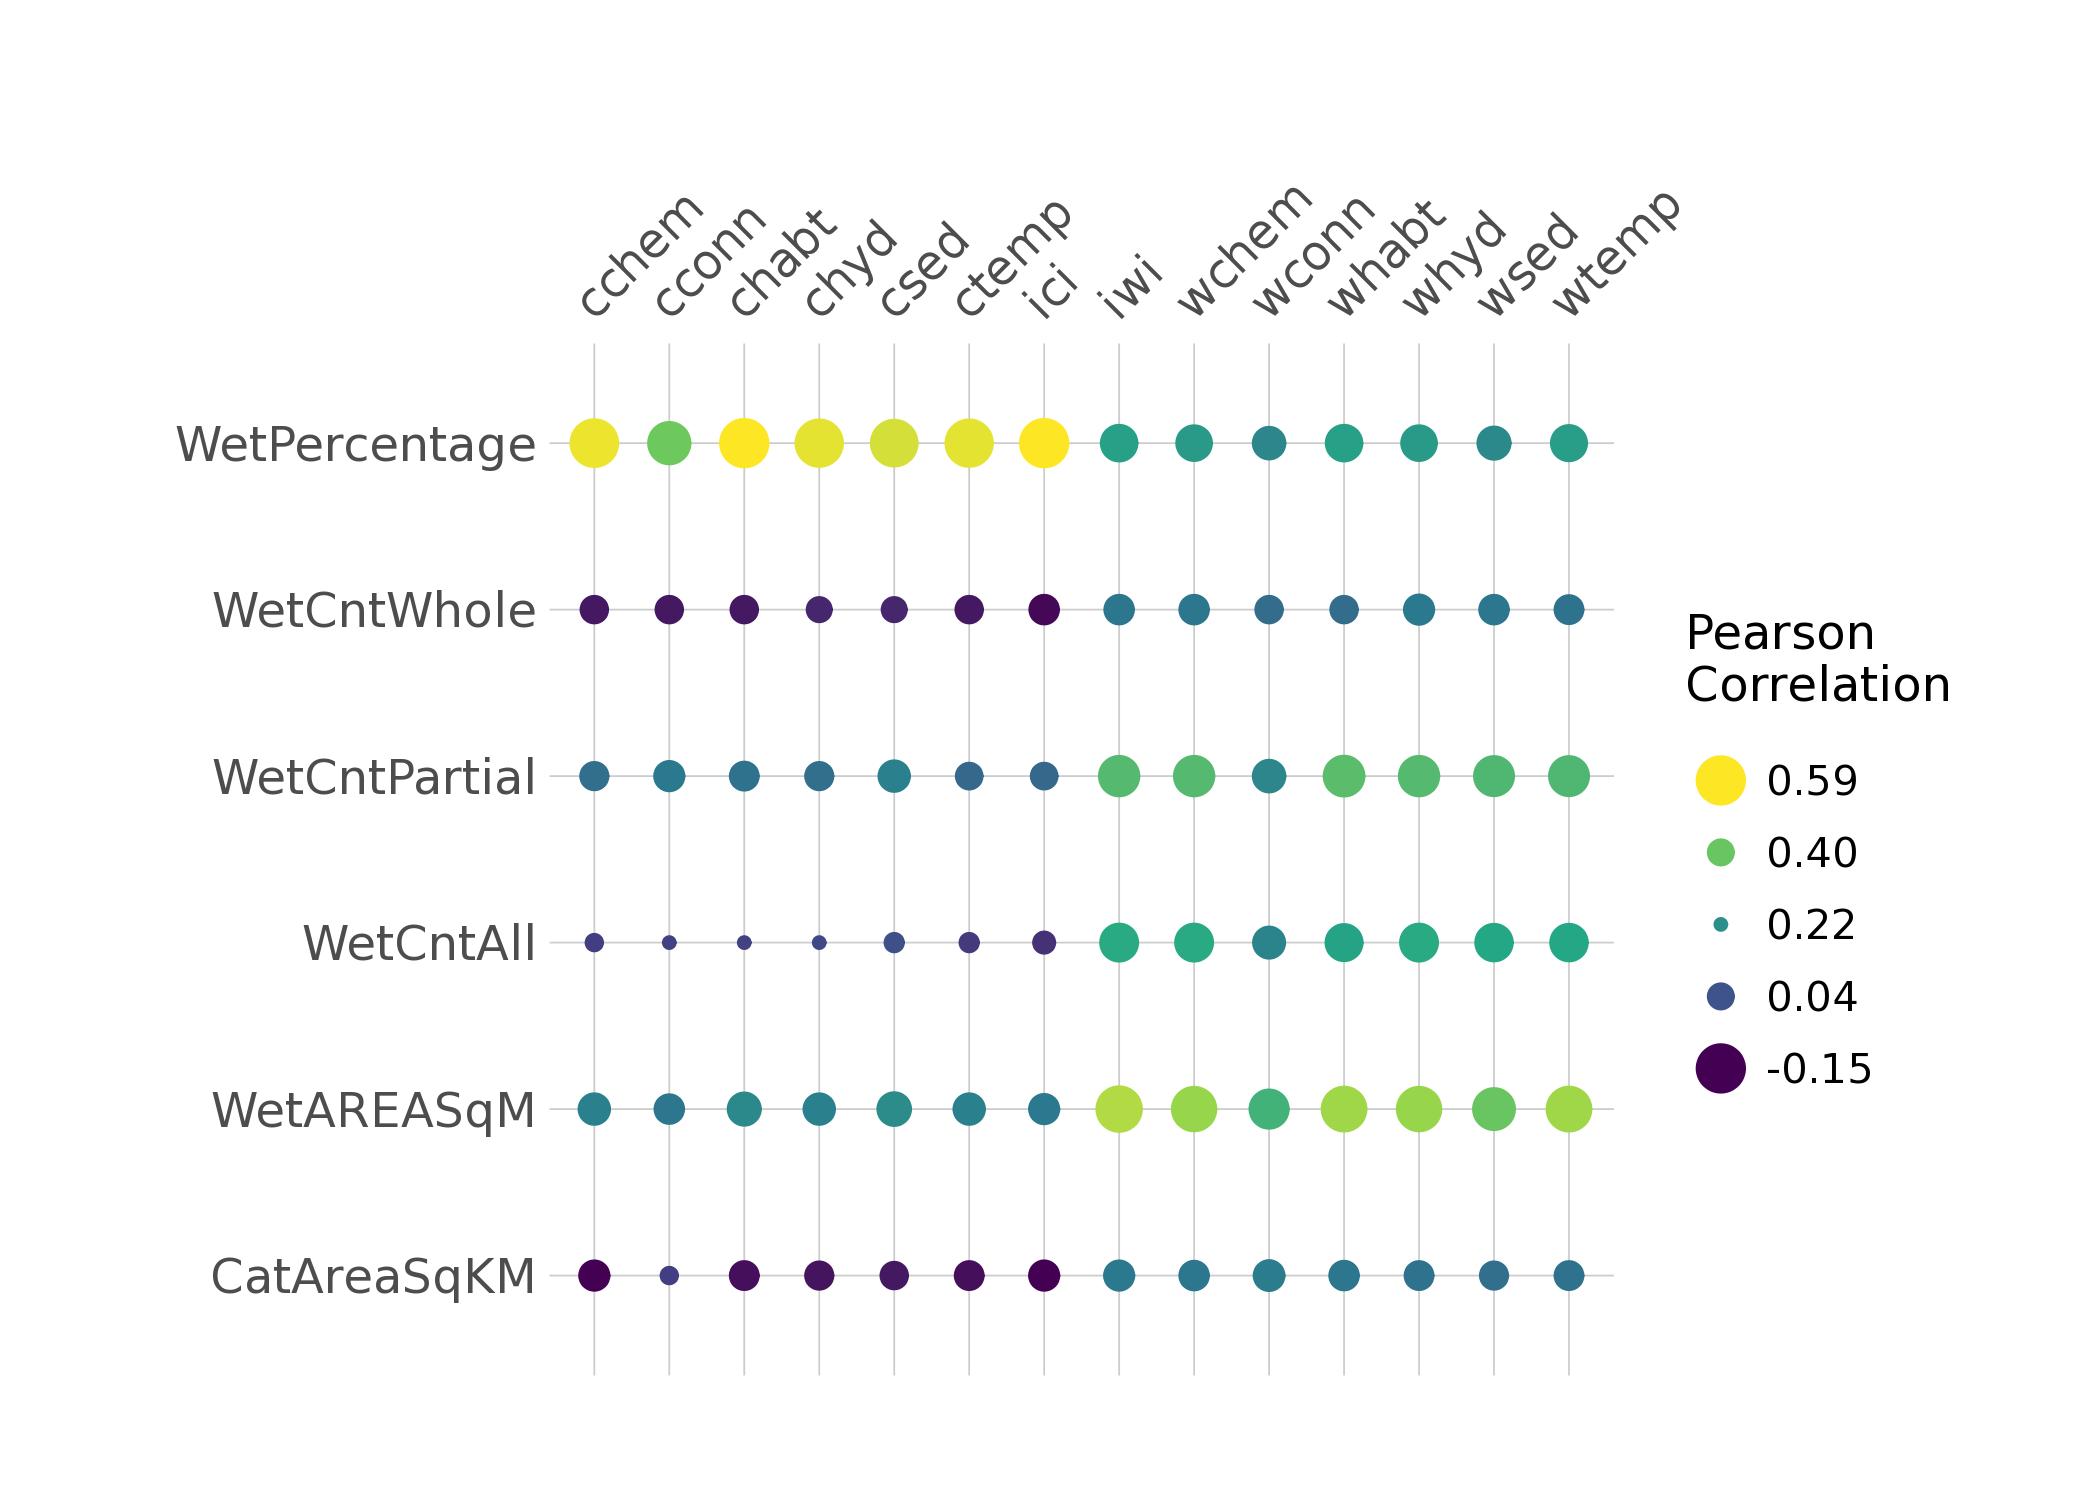 cchem
cconn
chabt
chyd
csed
ctemp
ici
iwi
wchem
wconn
whabt
whyd
wsed
wtemp
WetPercentage
WetCntWhole
WetCntPartial
WetCntAll
WetAREASqM
CatAreaSqKM
Pearson
Correlation
0.59
0.40
0.22
0.04
-0.15